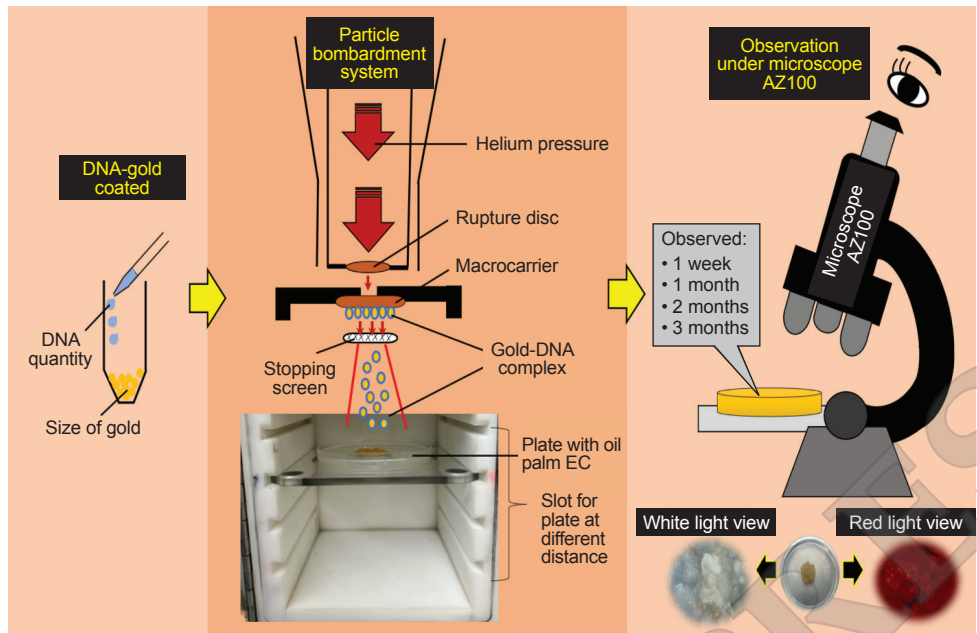 DNA-gold
coated
DNA
quantity
Size of gold
Particle
bombardment
system
Helium pressure
Rupture disc
Macrocarrier
Stopping
screen
Gold-DNA
complex
Plate with oil
palm EC
Slot for
plate at
different
distance
Observation
under microscope
AZ100
Microscope
AZ100
Observed:
• 1 week
• 1 month
• 2 months
• 3 months
White light view
Red light view